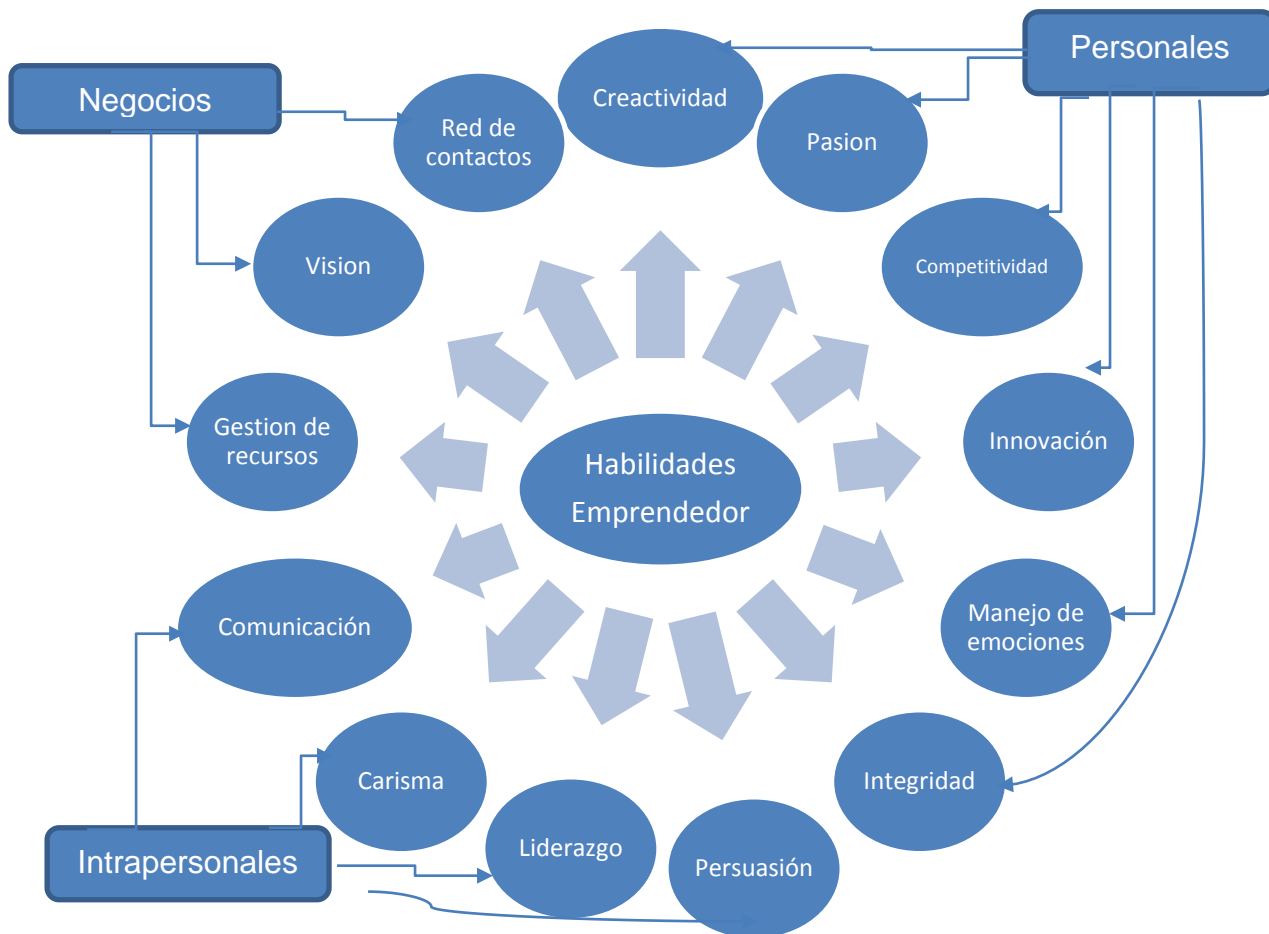 Personales
Negocios
Creactividad
Red de
contactos
Pasion
Vision
Competitividad
Gestion de
recursos
Innovación
Habilidades
Emprendedor
Comunicación
Manejo de
emociones
Carisma
Integridad
Liderazgo
Persuasión
Intrapersonales